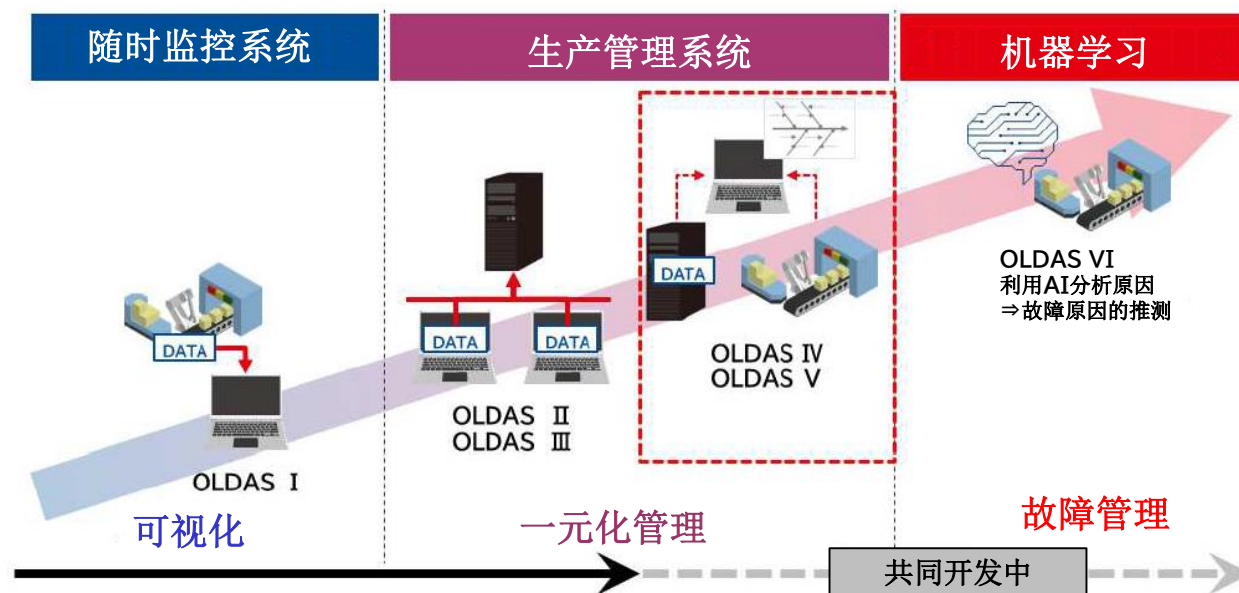 随时监控系统
生产管理系统
机器学习
DATA
OLDAS Ⅰ
DATA
DATA
OLDAS Ⅱ
OLDAS Ⅲ
DATA
OLDAS Ⅳ
OLDAS Ⅴ
OLDAS VI
利用AI分析原因
⇒故障原因的推测
可视化
一元化管理
故障管理
共同开发中